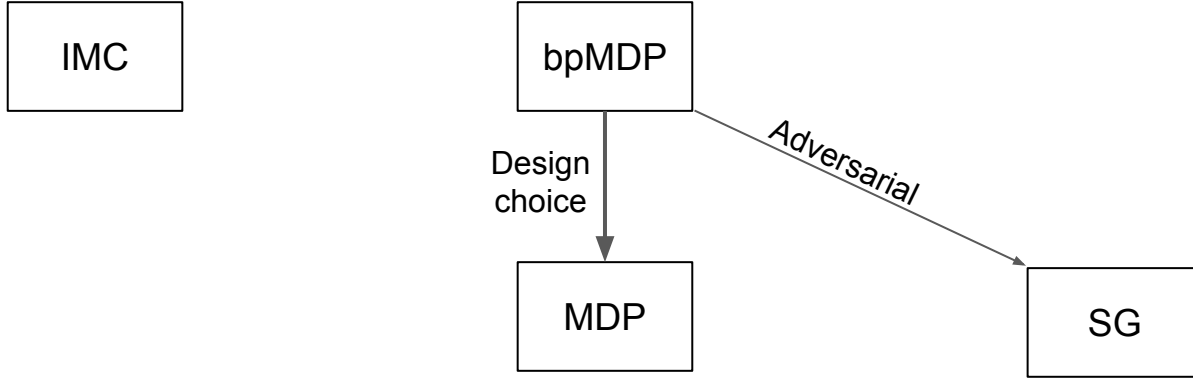 IMC
bpMDP
Design
choice
Adversarial
MDP
SG